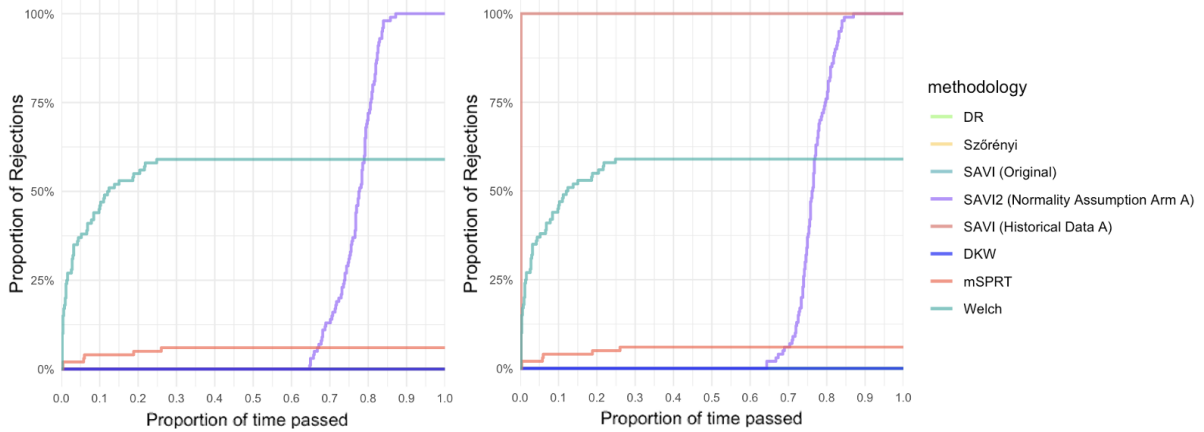 100%
75%
50%
25%
0%
Proportion of Rejections
0.0 0.1 0.2 0.3 0.4 0.5 0.6 0.7 0.8 0.9 1.0
Proportion of time passed
100%
75%
50%
25%
0%
Proportion of Rejections
0.0 0.1 0.2 0.3 0.4 0.5 0.6 0.7 0.8 0.9 1.0
Proportion of time passed
methodology
DR
Szőrényi
SAVI (Original)
SAVI2 (Normality Assumption Arm A)
SAVI (Historical Data A)
DKW
mSPRT
Welch